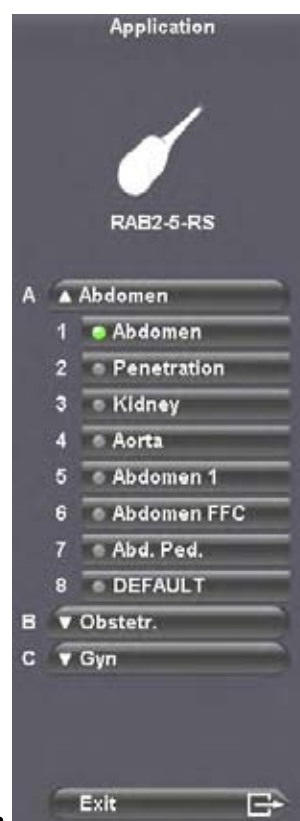 Application
RAB2-5-RS
A ▲ Abdomen
1 Abdomen
2 Penetration
3 Kidney
4 Aorta
5 Abdomen 1
6 Abdomen FFC
7 Abd. Ped.
8 DEFAULT
B ▼ Obstetr.
C ▼ Gyn
Exit